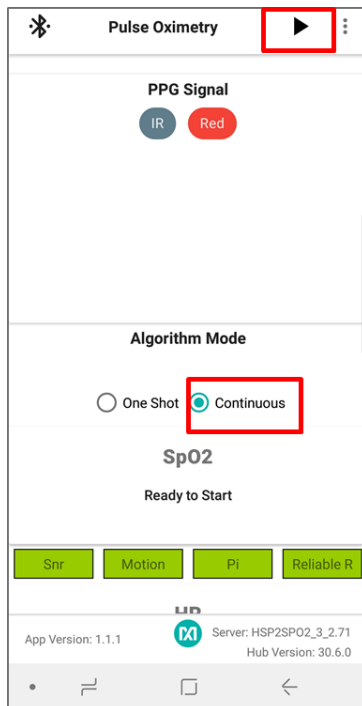 Pulse Oximetry
PPG Signal
IR Red
Algorithm Mode
One Shot Continuous
SpO2
Ready to Start
Snr Motion Pi Reliable R
HR
App Version: 1.1.1
Server: HSP2SPO2_3_2.71
Hub Version: 30.6.0